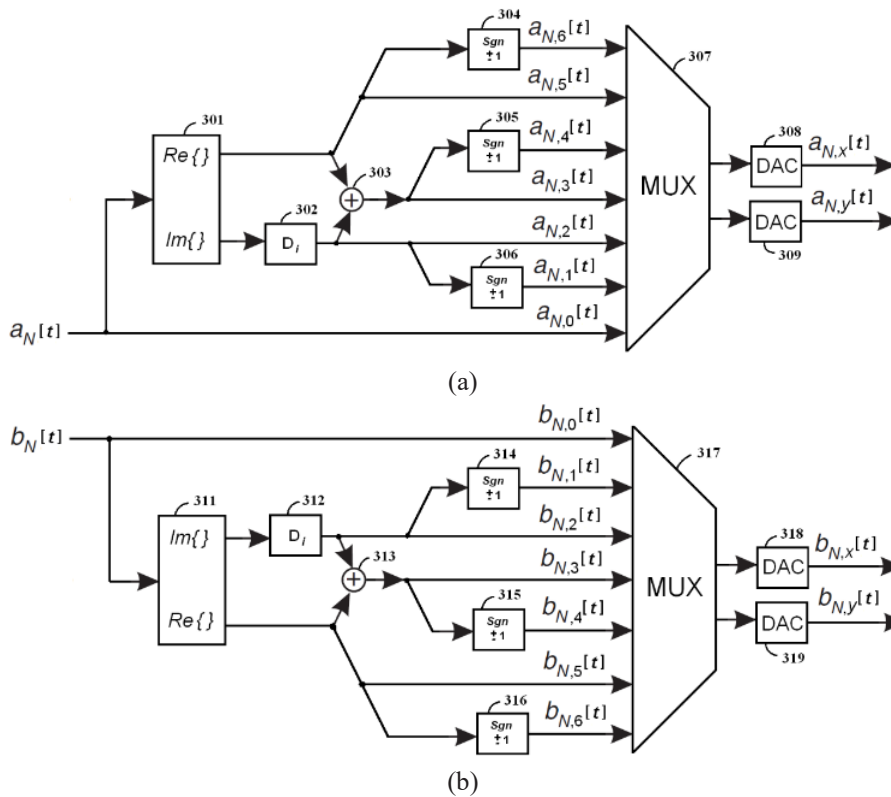 304
Sgn
±1
a_{N,6}[t]
307
a_{N,5}[t]
301
305
Sgn
±1
a_{N,4}[t]
308
Re{}
303
DAC
a_{N,x}[t]
302
+
a_{N,3}[t]
MUX
Im{}
D_i
a_{N,2}[t]
DAC
a_{N,y}[t]
306
Sgn
±1
a_{N,1}[t]
309
a_{N,0}[t]
a_N[t]
(a)
b_N[t]
b_{N,0}[t]
317
314
Sgn
±1
b_{N,1}[t]
311
312
Im{}
D_i
b_{N,2}[t]
318
313
+
b_{N,3}[t]
DAC
b_{N,x}[t]
315
MUX
Re{}
Sgn
±1
b_{N,4}[t]
DAC
b_{N,y}[t]
b_{N,5}[t]
319
316
Sgn
±1
b_{N,6}[t]
(b)